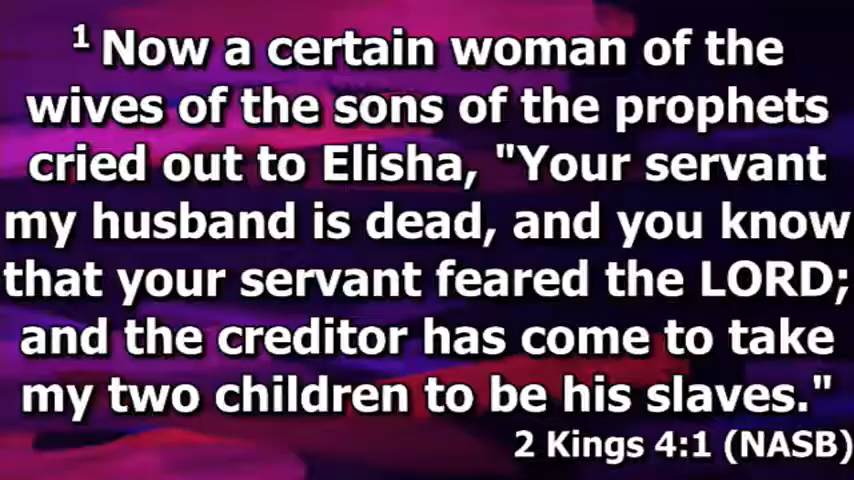 1 Now a certain woman of the
wives of the sons of the prophets
cried out to Elisha, "Your servant
my husband is dead, and you know
that your servant feared the LORD;
and the creditor has come to take
my two children to be his slaves."
2 Kings 4:1 (NASB)